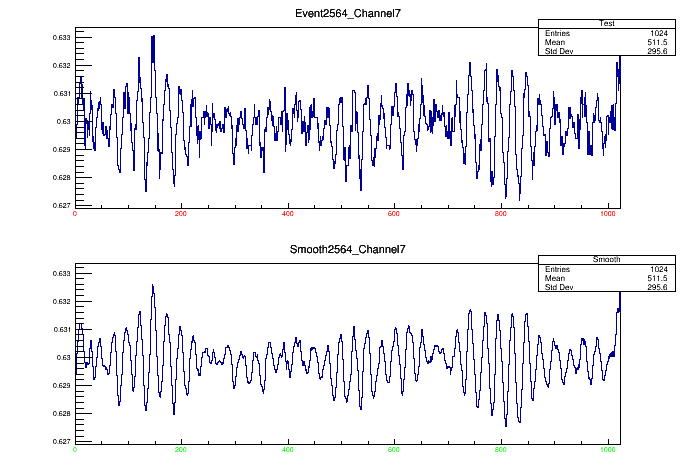 Event2564_Channel7
Test
Entries 1024
Mean 511.5
Std Dev 295.6
0.633
0.632
0.631
0.63
0.629
0.628
0.627
0 200 400 600 800 1000
Smooth2564_Channel7
Smooth
Entries 1024
Mean 511.5
Std Dev 295.6
0.633
0.632
0.631
0.63
0.629
0.628
0.627
0 200 400 600 800 1000